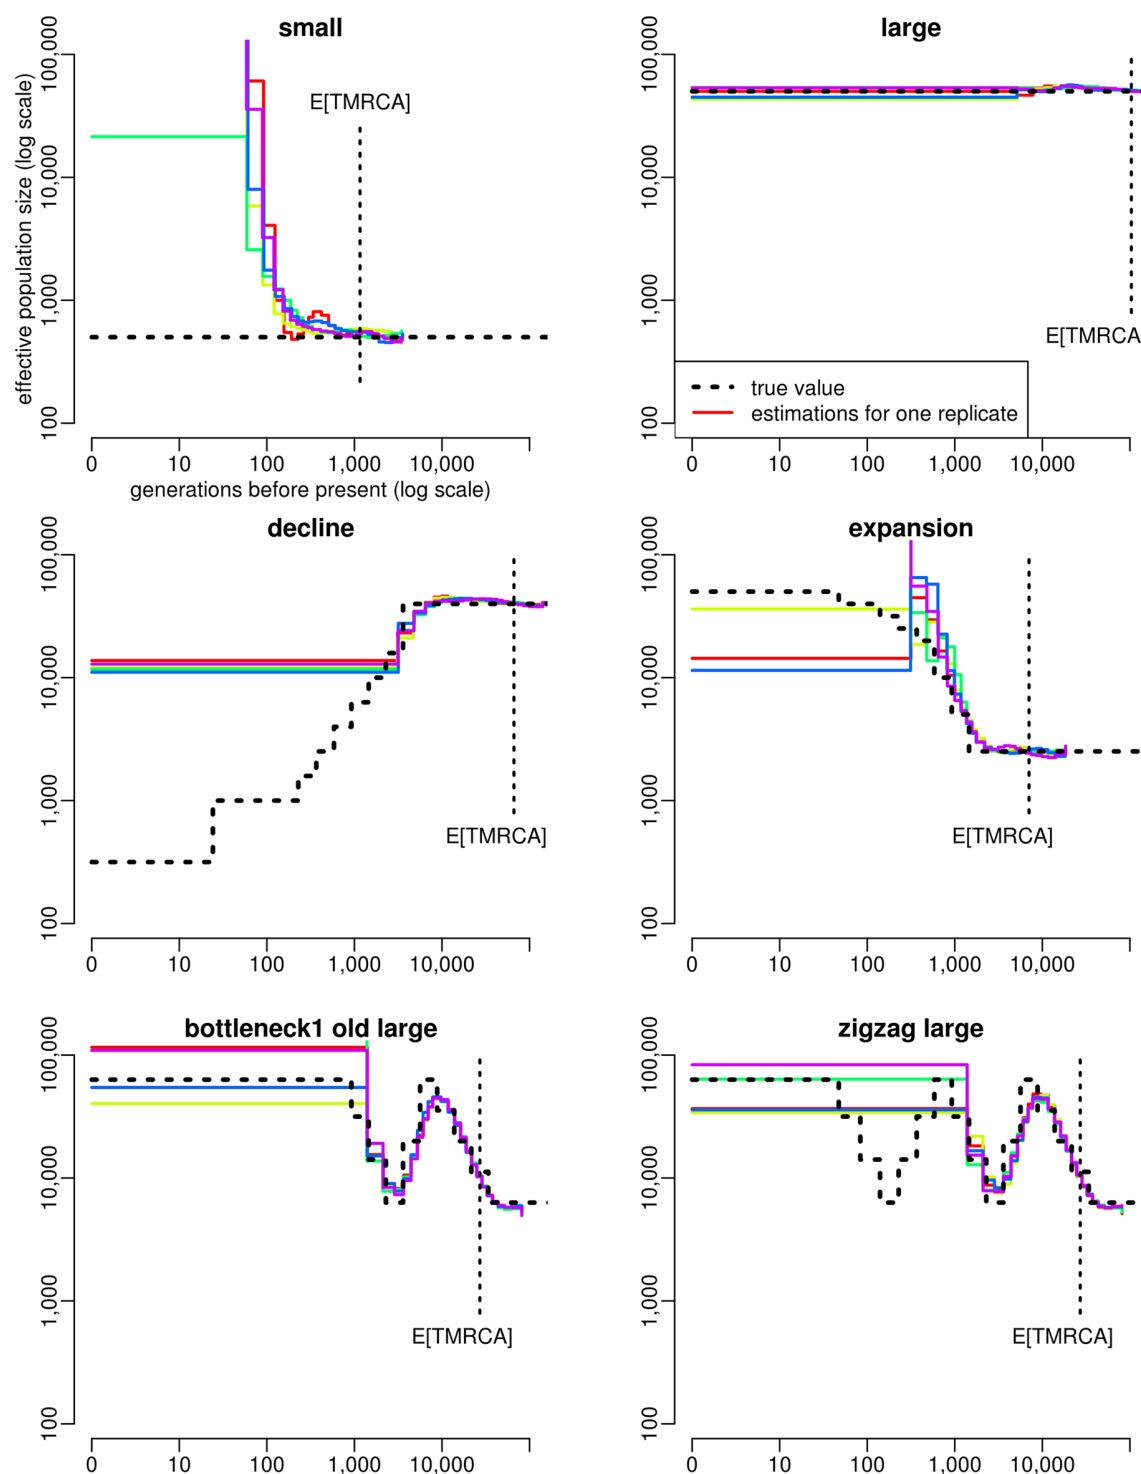 small
effective population size (log scale)
100,000
10,000
1,000
100
E[TMRCA]
0 10 100 1,000 10,000
generations before present (log scale)
large
100,000
10,000
1,000
100
E[TMRCA
true value
estimations for one replicate
0 10 100 1,000 10,000
decline
100,000
10,000
1,000
100
E[TMRCA]
0 10 100 1,000 10,000
expansion
100,000
10,000
1,000
100
E[TMRCA]
0 10 100 1,000 10,000
bottleneck1 old large
100,000
10,000
1,000
100
E[TMRCA]
0 10 100 1,000 10,000
zigzag large
100,000
10,000
1,000
100
E[TMRCA]
0 10 100 1,000 10,000